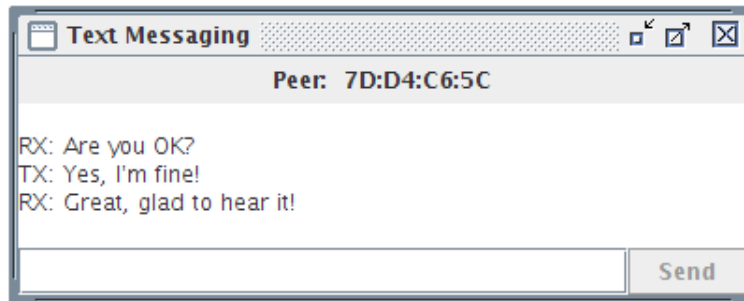 Text Messaging
Peer: 7D:D4:C6:5C
RX: Are you OK?
TX: Yes, I'm fine!
RX: Great, glad to hear it!
Send